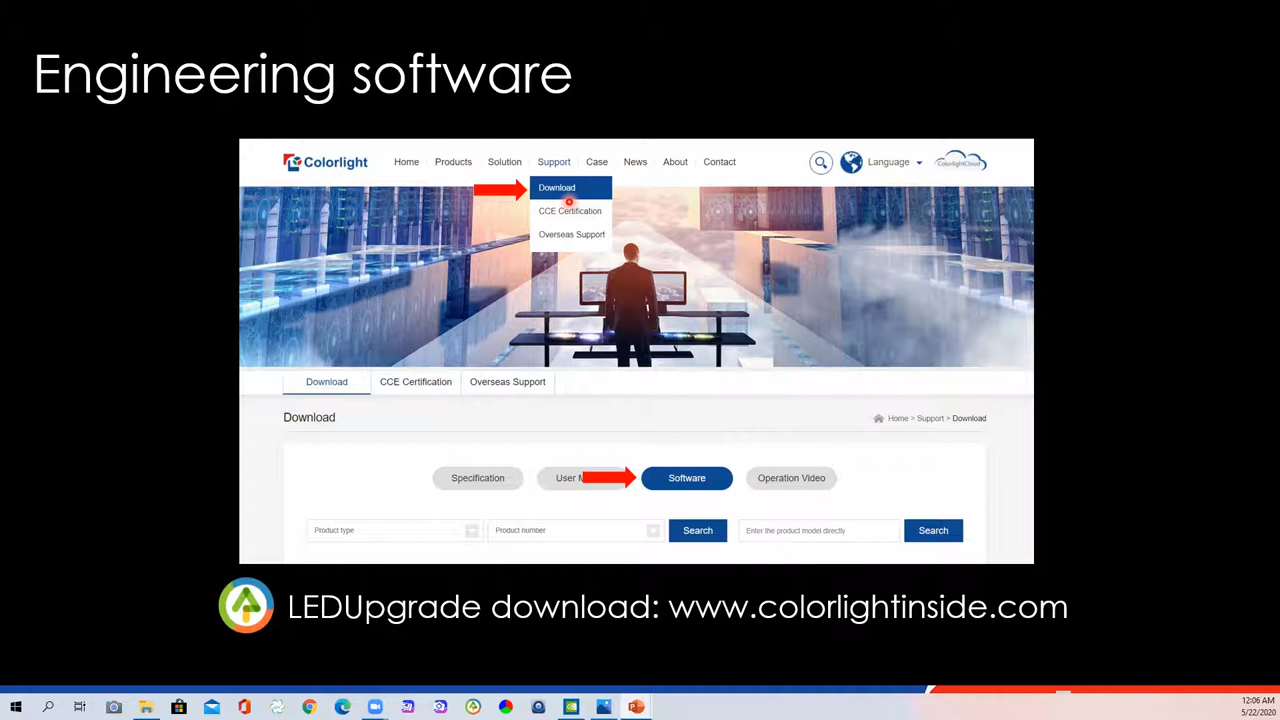 Engineering software
Colorlight
Home Products Solution Support Case News About Contact
Language
ColorlightCloud
Download
CCE Certification
Overseas Support
Download CCE Certification Overseas Support
Download
Home > Support > Download
Specification User Software Operation Video
Product type Product number Search Enter the product model directly Search
LEDUpgrade download: www.colorlightinside.com
12:06 AM
5/22/2020